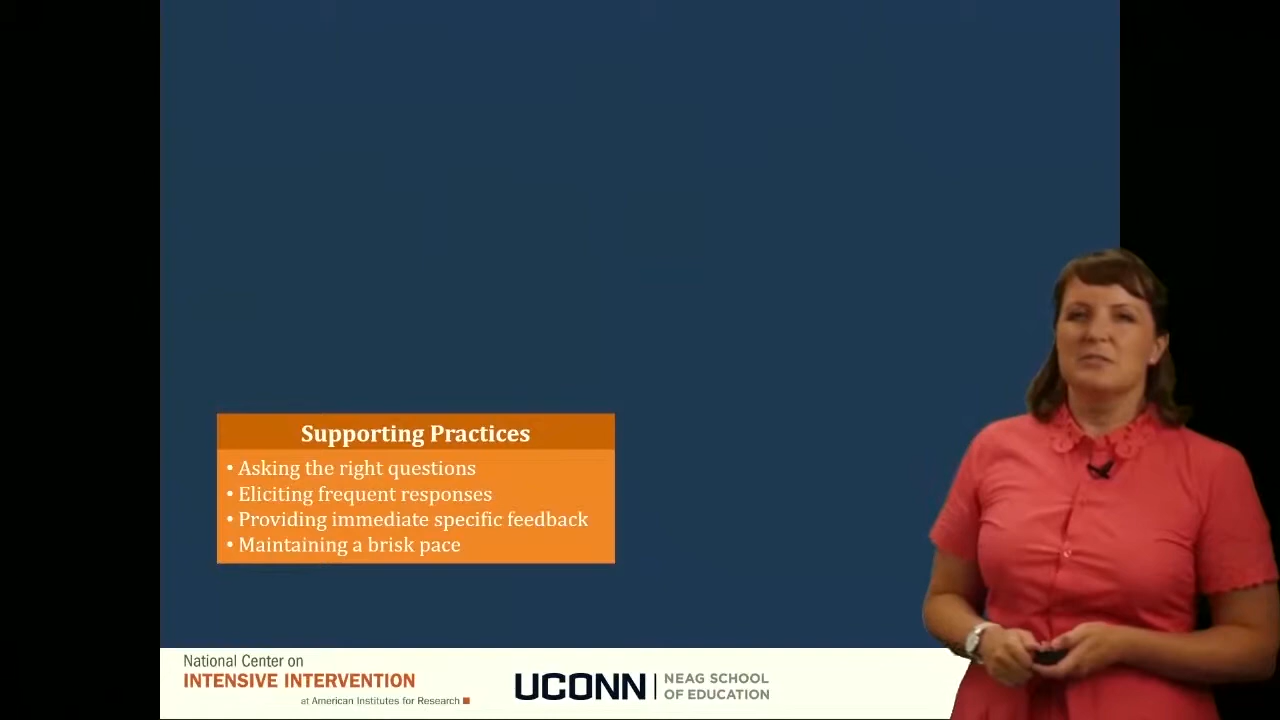 Supporting Practices
• Asking the right questions
• Eliciting frequent responses
• Providing immediate specific feedback
• Maintaining a brisk pace
National Center on
INTENSIVE INTERVENTION
at American Institutes for Research
UCONN
NEAG SCHOOL
OF EDUCATION